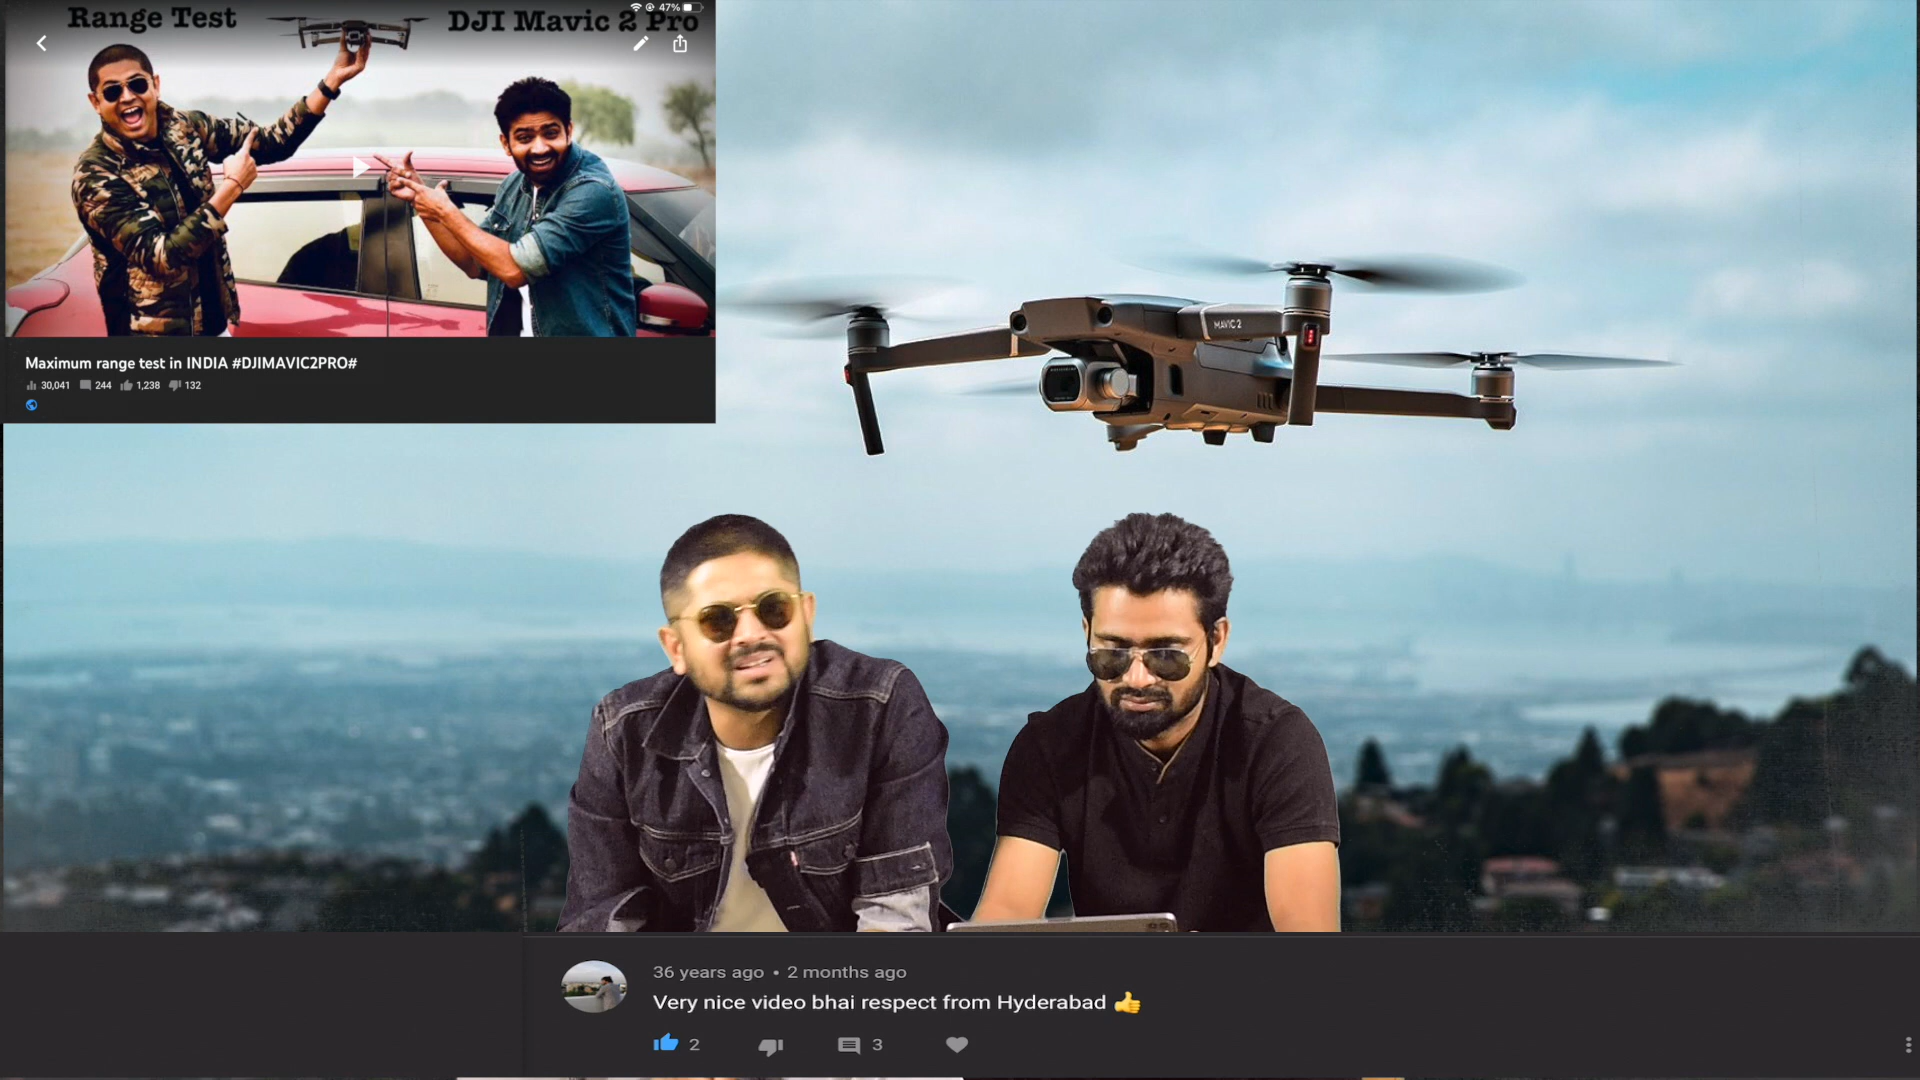 Range Test
DJI Mavic 2 Pro
47%
Maximum range test in INDIA #DJIMAVIC2PRO#
30,041 244 1,238 132
MAVIC 2
36 years ago • 2 months ago
Very nice video bhai respect from Hyderabad 👍
2 3